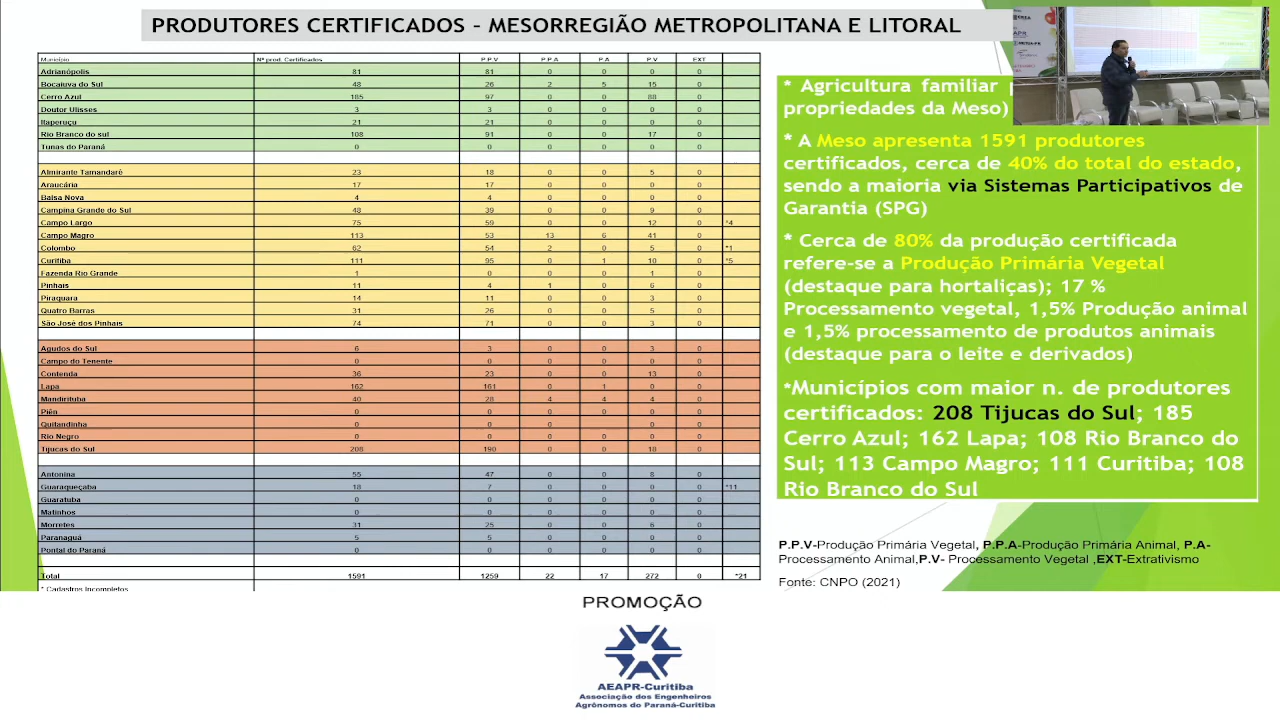 PRODUTORES CERTIFICADOS – MESORREGIÃO METROPOLITANA E LITORAL
Município Nº prod. Certificados P.P.V P.P.A P.A P.V EXT
Adrianópolis 81 81 0 0 0 0
Bocaiuva do Sul 48 26 2 5 15 0
Cerro Azul 185 97 0 0 88 0
Doutor Ulisses 3 3 0 0 0 0
Itaperuçu 21 21 0 0 0 0
Rio Branco do sul 108 91 0 0 17 0
Tunas do Paraná 0 0 0 0 0 0
Almirante Tamandaré 23 18 0 0 5 0
Araucária 17 17 0 0 0 0
Balsa Nova 4 4 0 0 0 0
Campina Grande do Sul 48 39 0 0 9 0
Campo Largo 75 59 0 0 12 0 *4
Campo Magro 113 53 13 6 41 0
Colombo 62 54 2 0 5 0 *1
Curitiba 111 95 0 1 10 0 *5
Fazenda Rio Grande 1 0 0 0 1 0
Pinhais 11 4 1 0 6 0
Piraquara 14 11 0 0 3 0
Quatro Barras 31 26 0 0 5 0
São José dos Pinhais 74 71 0 0 3 0
Agudos do Sul 6 3 0 0 3 0
Campo do Tenente 0 0 0 0 0 0
Contenda 36 23 0 0 13 0
Lapa 162 161 0 1 0 0
Mandirituba 40 28 4 4 4 0
Piên 0 0 0 0 0 0
Quitandinha 0 0 0 0 0 0
Rio Negro 0 0 0 0 0 0
Tijucas do Sul 208 190 0 0 18 0
Antonina 55 47 0 0 8 0
Guaraqueçaba 18 7 0 0 0 0 *11
Guaratuba 0 0 0 0 0 0
Matinhos 0 0 0 0 0 0
Morretes 31 25 0 0 6 0
Paranaguá 5 5 0 0 0 0
Pontal do Paraná 0 0 0 0 0 0
Total 1591 1259 22 17 272 0 *21
* Cadastros Incompletos
* Agricultura familiar
propriedades da Meso)
* A Meso apresenta 1591 produtores
certificados, cerca de 40% do total do estado,
sendo a maioria via Sistemas Participativos de
Garantia (SPG)
* Cerca de 80% da produção certificada
refere-se a Produção Primária Vegetal
(destaque para hortaliças); 17 %
Processamento vegetal, 1,5% Produção animal
e 1,5% processamento de produtos animais
(destaque para o leite e derivados)
*Municípios com maior n. de produtores
certificados: 208 Tijucas do Sul; 185
Cerro Azul; 162 Lapa; 108 Rio Branco do
Sul; 113 Campo Magro; 111 Curitiba; 108
Rio Branco do Sul
P.P.V-Produção Primária Vegetal, P.P.A-Produção Primária Animal, P.A-
Processamento Animal,P.V- Processamento Vegetal ,EXT-Extrativismo
Fonte: CNPO (2021)
PROMOÇÃO
AEAPR-Curitiba
Associação dos Engenheiros
Agrônomos do Paraná-Curitiba